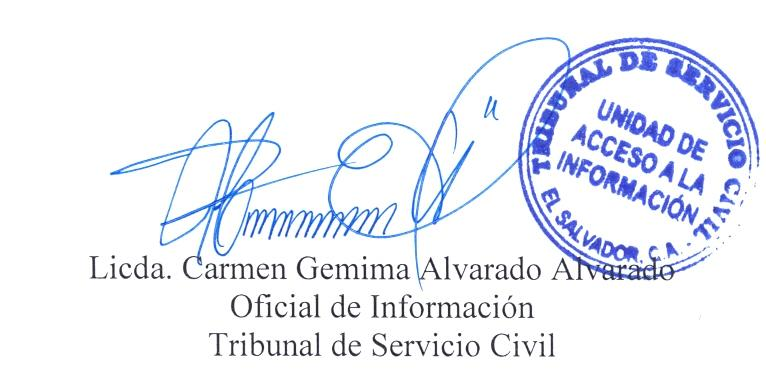 TRIBUNAL DE SERVICIO CIVIL
UNIDAD DE
ACCESO A LA
INFORMACIÓN
EL SALVADOR, C.A.
Licda. Carmen Gemima Alvarado Alvarado
Oficial de Información
Tribunal de Servicio Civil